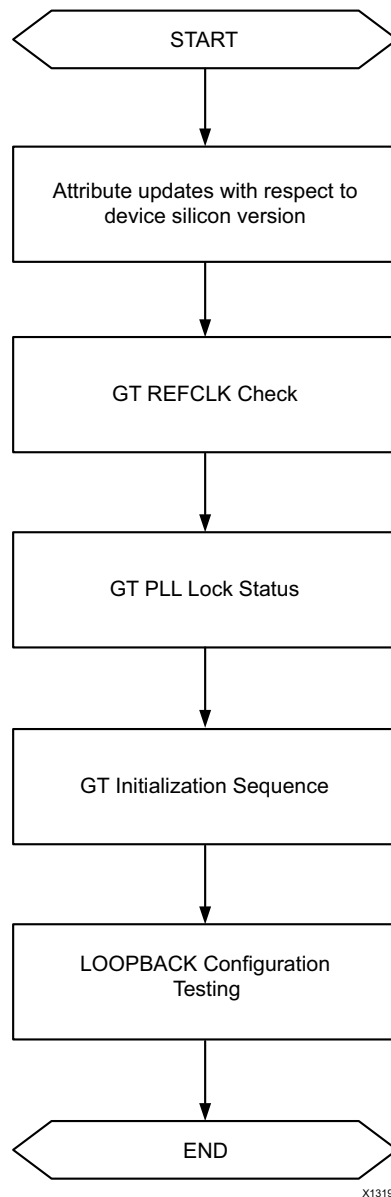 START
Attribute updates with respect to
device silicon version
GT REFCLK Check
GT PLL Lock Status
GT Initialization Sequence
LOOPBACK Configuration
Testing
END